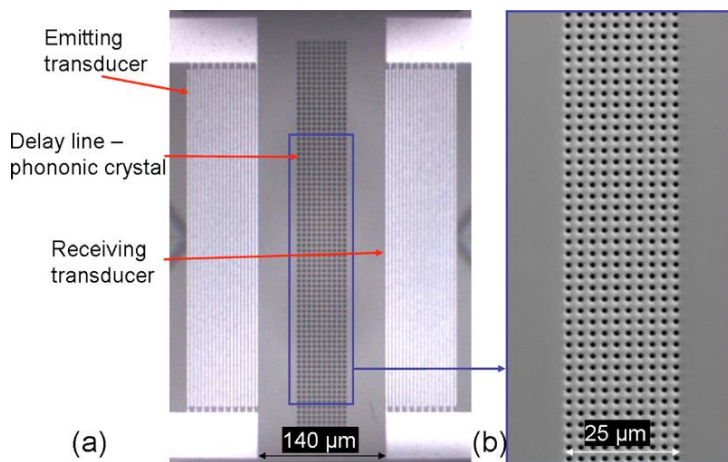 Emitting
transducer
Delay line –
phononic crystal
Receiving
transducer
(a)
140 µm
(b)
25 µm